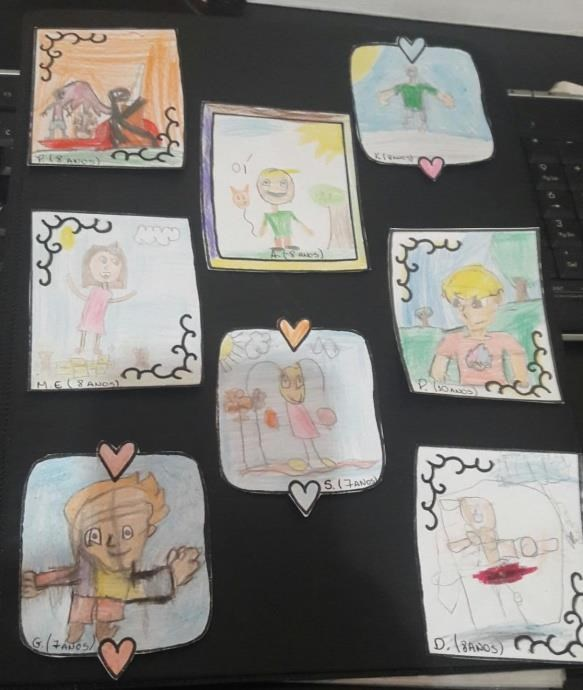 P. (8 ANOS)
K (8 ANOS)
OI
A. (8 ANOS)
M. E. (8 ANOS)
P. (10 ANOS)
S. (7 ANOS)
G. (7 ANOS)
D. (8 ANOS)